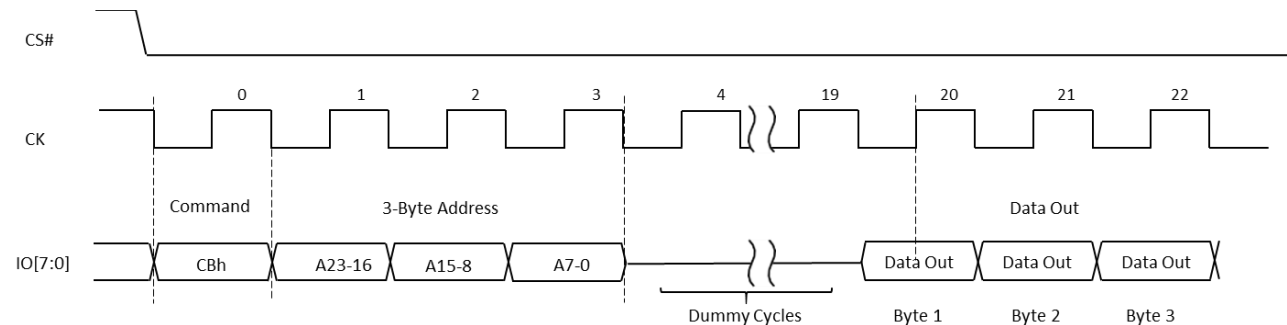 CS#
0 1 2 3 4 19 20 21 22
CK
Command 3-Byte Address Data Out
IO[7:0] CBh A23-16 A15-8 A7-0 Data Out Data Out Data Out
Dummy Cycles Byte 1 Byte 2 Byte 3